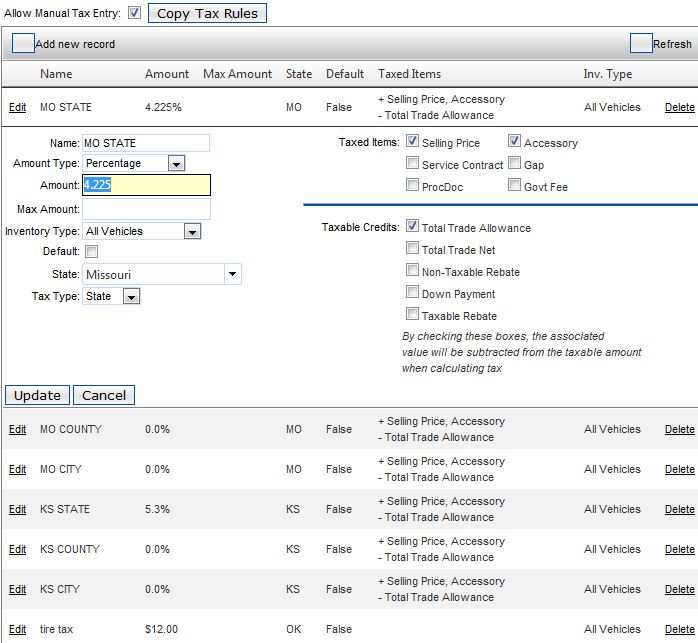 Allow Manual Tax Entry: Copy Tax Rules
Add new record Refresh
Name Amount Max Amount State Default Taxed Items Inv. Type
Edit MO STATE 4.225% MO False + Selling Price, Accessory All Vehicles Delete
- Total Trade Allowance
Name: MO STATE Taxed Items: Selling Price Accessory
Amount Type: Percentage Service Contract Gap
Amount: 4.225 ProcDoc Govt Fee
Max Amount:
Inventory Type: All Vehicles Taxable Credits: Total Trade Allowance
Default: Total Trade Net
State: Missouri Non-Taxable Rebate
Tax Type: State Down Payment
Taxable Rebate
By checking these boxes, the associated
value will be subtracted from the taxable amount
when calculating tax
Update Cancel
Edit MO COUNTY 0.0% MO False + Selling Price, Accessory All Vehicles Delete
- Total Trade Allowance
Edit MO CITY 0.0% MO False + Selling Price, Accessory All Vehicles Delete
- Total Trade Allowance
Edit KS STATE 5.3% KS False + Selling Price, Accessory All Vehicles Delete
- Total Trade Allowance
Edit KS COUNTY 0.0% KS False + Selling Price, Accessory All Vehicles Delete
- Total Trade Allowance
Edit KS CITY 0.0% KS False + Selling Price, Accessory All Vehicles Delete
- Total Trade Allowance
Edit tire tax $12.00 OK False All Vehicles Delete